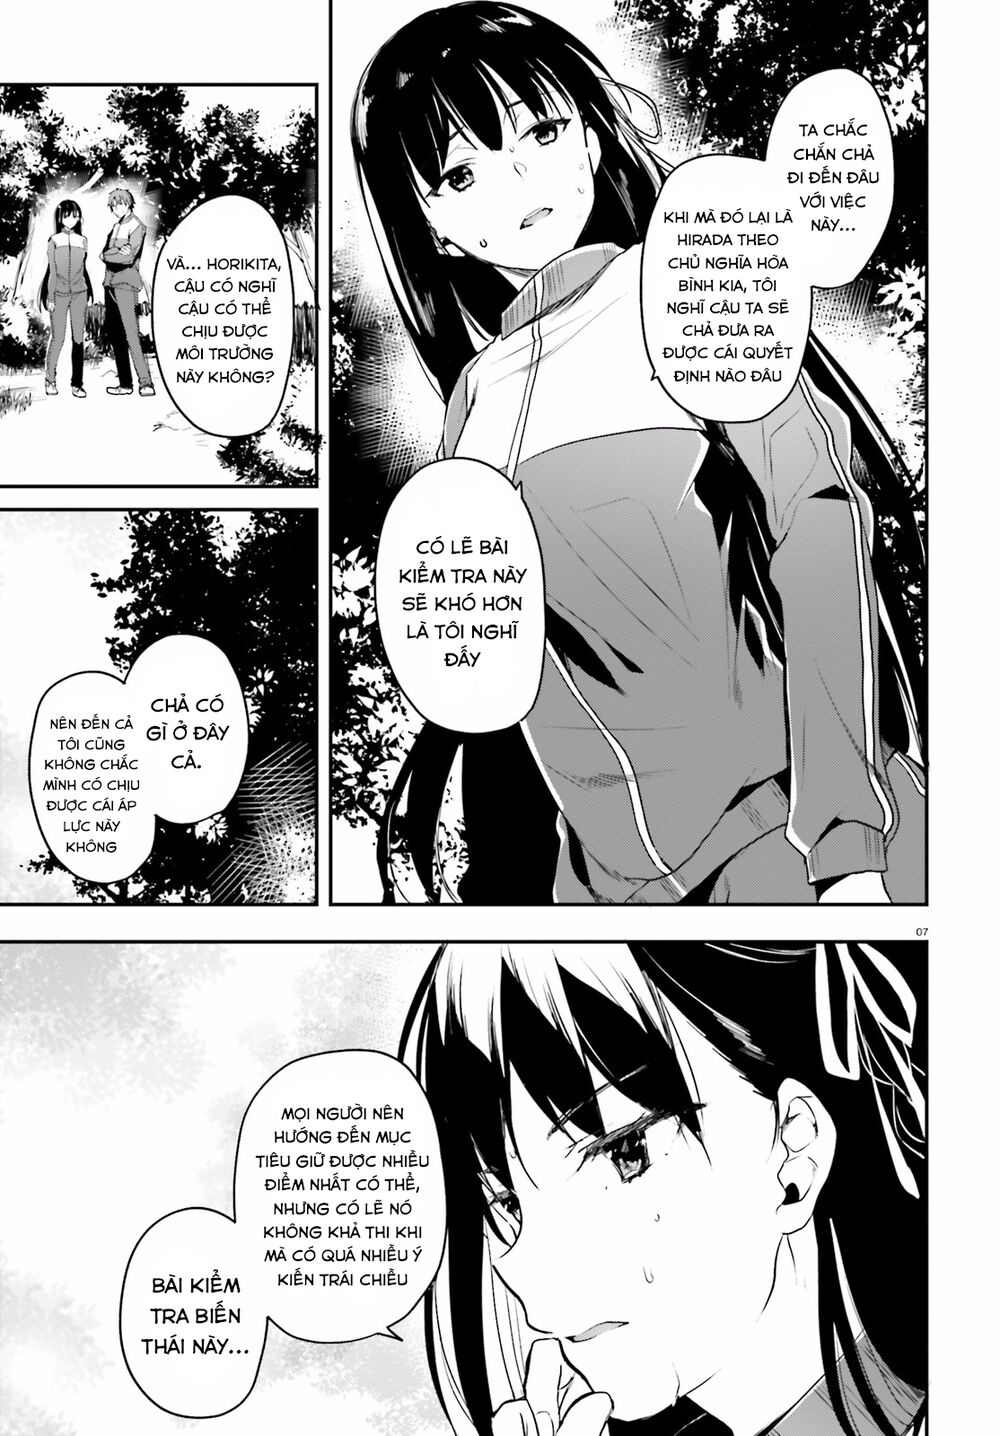 TA CHẮC
CHẮN CHẢ
ĐI ĐẾN ĐÂU
VỚI VIỆC
NÀY...
KHI MÀ ĐÓ LẠI LÀ
HIRADA THEO
CHỦ NGHĨA HÒA
BÌNH KIA, TÔI
NGHĨ CẬU TA SẼ
CHẢ ĐƯA RA
ĐƯỢC CÁI QUYẾT
ĐỊNH NÀO ĐÂU
CÓ LẼ BÀI
KIỂM TRA NÀY
SẼ KHÓ HƠN
LÀ TÔI NGHĨ
ĐẤY
VÃ... HORIKITA,
CẬU CÓ NGHĨ
CẬU CÓ THỂ
CHỊU ĐƯỢC
MÔI TRƯỜNG
NÀY KHÔNG?
CHẢ CÓ
GÌ Ở ĐÂY
CẢ.
NÊN ĐẾN CẢ
TÔI CŨNG
KHÔNG CHẮC
MÌNH CÓ CHỊU
ĐƯỢC CÁI ÁP
LỰC NÀY
KHÔNG
07
MỌI NGƯỜI NÊN
HƯỚNG ĐẾN MỤC
TIÊU GIỮ ĐƯỢC NHIỀU
ĐIỂM NHẤT CÓ THỂ,
NHƯNG CÓ LẼ NÓ
KHÔNG KHẢ THI KHI
MÀ CÓ QUÁ NHIỀU Ý
KIẾN TRÁI CHIỀU
BÀI KIỂM
TRA BIẾN
THÁI NÀY...